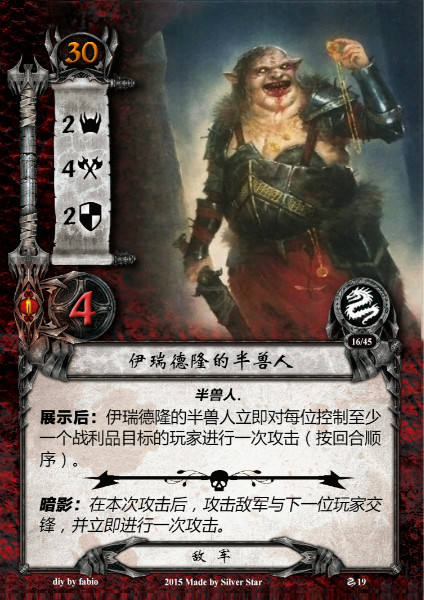 30
2
4
2
4
16/45
伊瑞德隆的半兽人
半兽人.
展示后：伊瑞德隆的半兽人立即对每位控制至少
一个战利品目标的玩家进行一次攻击（按回合顺
序）。
暗影：在本次攻击后，攻击敌军与下一位玩家交
锋，并立即进行一次攻击。
敌 军
diy by fabio
2015 Made by Silver Star
19